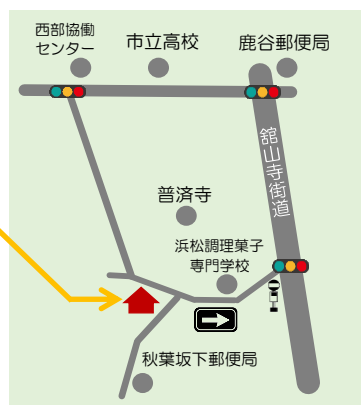 西部協働
センター
市立高校
鹿谷郵便局
舘山寺街道
普済寺
浜松調理菓子
専門学校
秋葉坂下郵便局